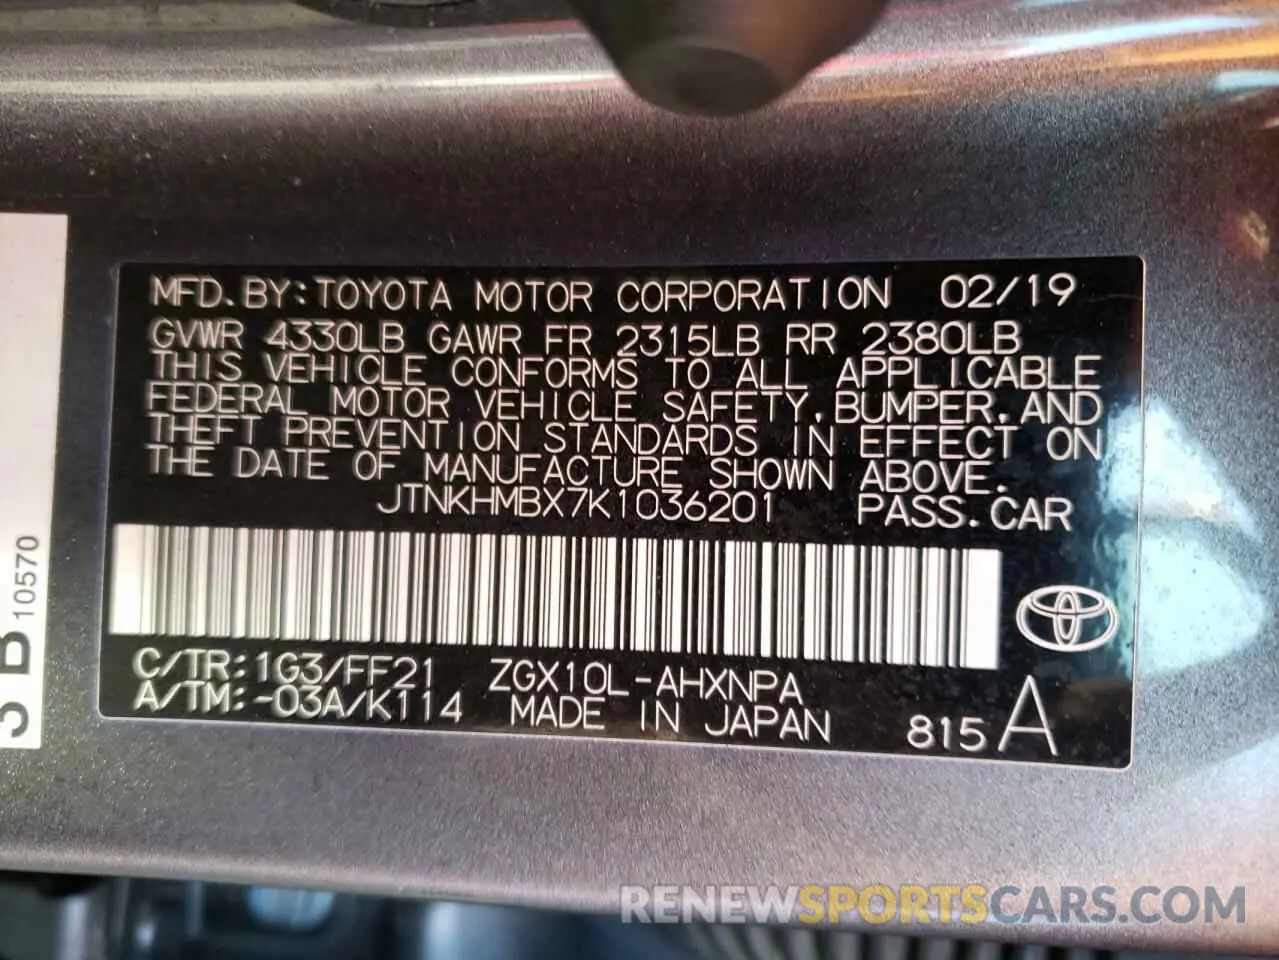 MFD. BY: TOYOTA MOTOR CORPORATION 02/19
GVWR 4330LB GAWR FR 2315LB RR 2380LB
THIS VEHICLE CONFORMS TO ALL APPLICABLE
FEDERAL MOTOR VEHICLE SAFETY, BUMPER, AND
THEFT PREVENTION STANDARDS IN EFFECT ON
THE DATE OF MANUFACTURE SHOWN ABOVE.
JTNKHMBX7K1036201 PASS. CAR
C/TR: 1G3/FF21 ZGX10L-AHXNPA
A/TM: -03A/K114 MADE IN JAPAN 815 A
10570
3 B
RENEWSPORTSCARS.COM